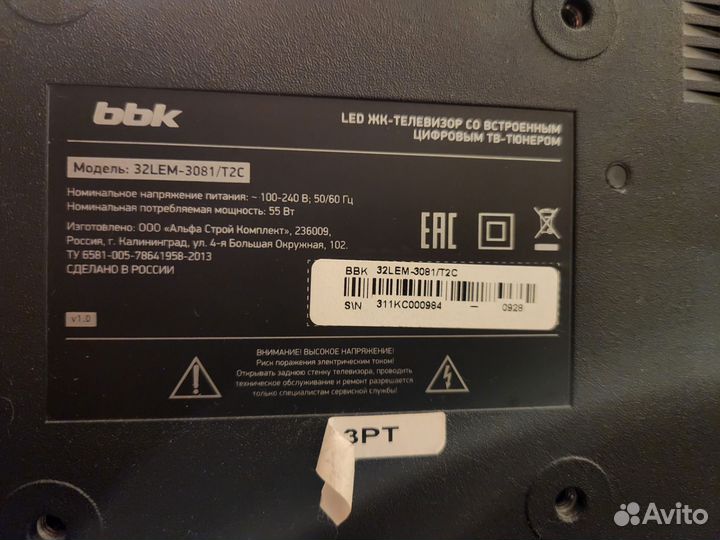 bbk
LED ЖК-ТЕЛЕВИЗОР СО ВСТРОЕННЫМ
ЦИФРОВЫМ ТВ-ТЮНЕРОМ
Модель: 32LEM-3081/T2C
Номинальное напряжение питания: ~ 100-240 В; 50/60 Гц
Номинальная потребляемая мощность: 55 Вт
Изготовлено: ООО «Альфа Строй Комплект», 236009,
Россия, г. Калининград, ул. 4-я Большая Окружная, 102.
ТУ 6581-005-78641958-2013
СДЕЛАНО В РОССИИ
EAC
BBK 32LEM-3081/T2C
S\N 311KC000984 – 0928
v1.0
ВНИМАНИЕ! ВЫСОКОЕ НАПРЯЖЕНИЕ!
Риск поражения электрическим током!
Открывать заднюю стенку телевизора, проводить
техническое обслуживание и ремонт разрешается
только специалистам сервисной службы!
3PT
Avito